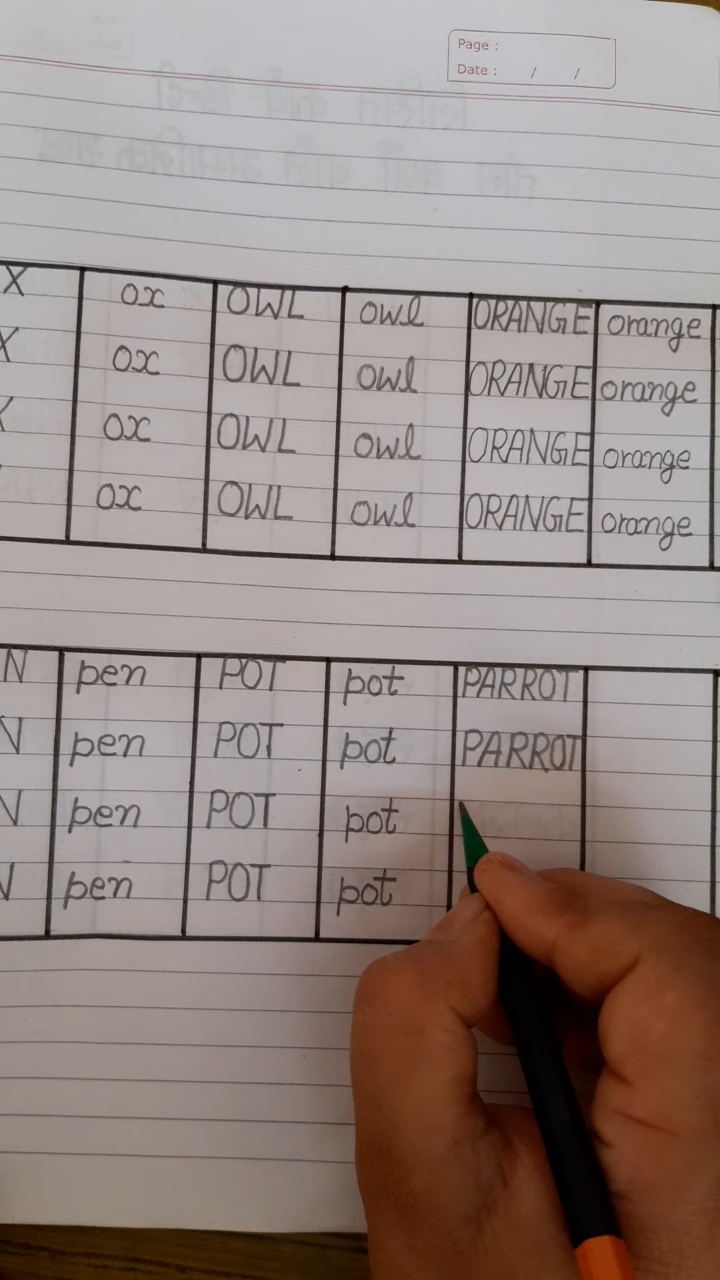 Page :
Date : / /
X ox OWL owl ORANGE orange
X ox OWL owl ORANGE orange
ox OWL owl ORANGE orange
ox OWL owl ORANGE orange
N pen POT pot PARROT
N pen POT pot PARROT
N pen POT pot
pen POT pot